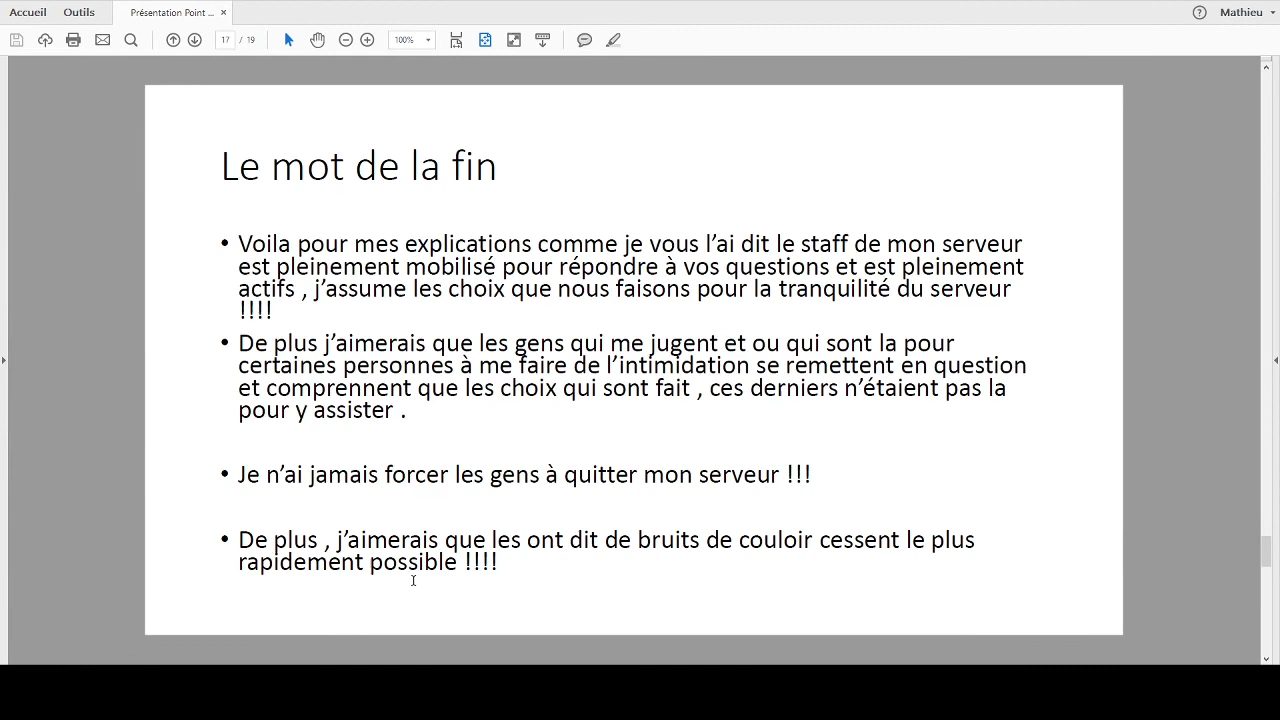 Accueil Outils Présentation Point ... × Mathieu
17 / 19 100%
Le mot de la fin
• Voila pour mes explications comme je vous l’ai dit le staff de mon serveur
est pleinement mobilisé pour répondre à vos questions et est pleinement
actifs , j’assume les choix que nous faisons pour la tranquilité du serveur
!!!!
• De plus j’aimerais que les gens qui me jugent et ou qui sont la pour
certaines personnes à me faire de l’intimidation se remettent en question
et comprennent que les choix qui sont fait , ces derniers n’étaient pas la
pour y assister .
• Je n’ai jamais forcer les gens à quitter mon serveur !!!
• De plus , j’aimerais que les ont dit de bruits de couloir cessent le plus
rapidement possible !!!!